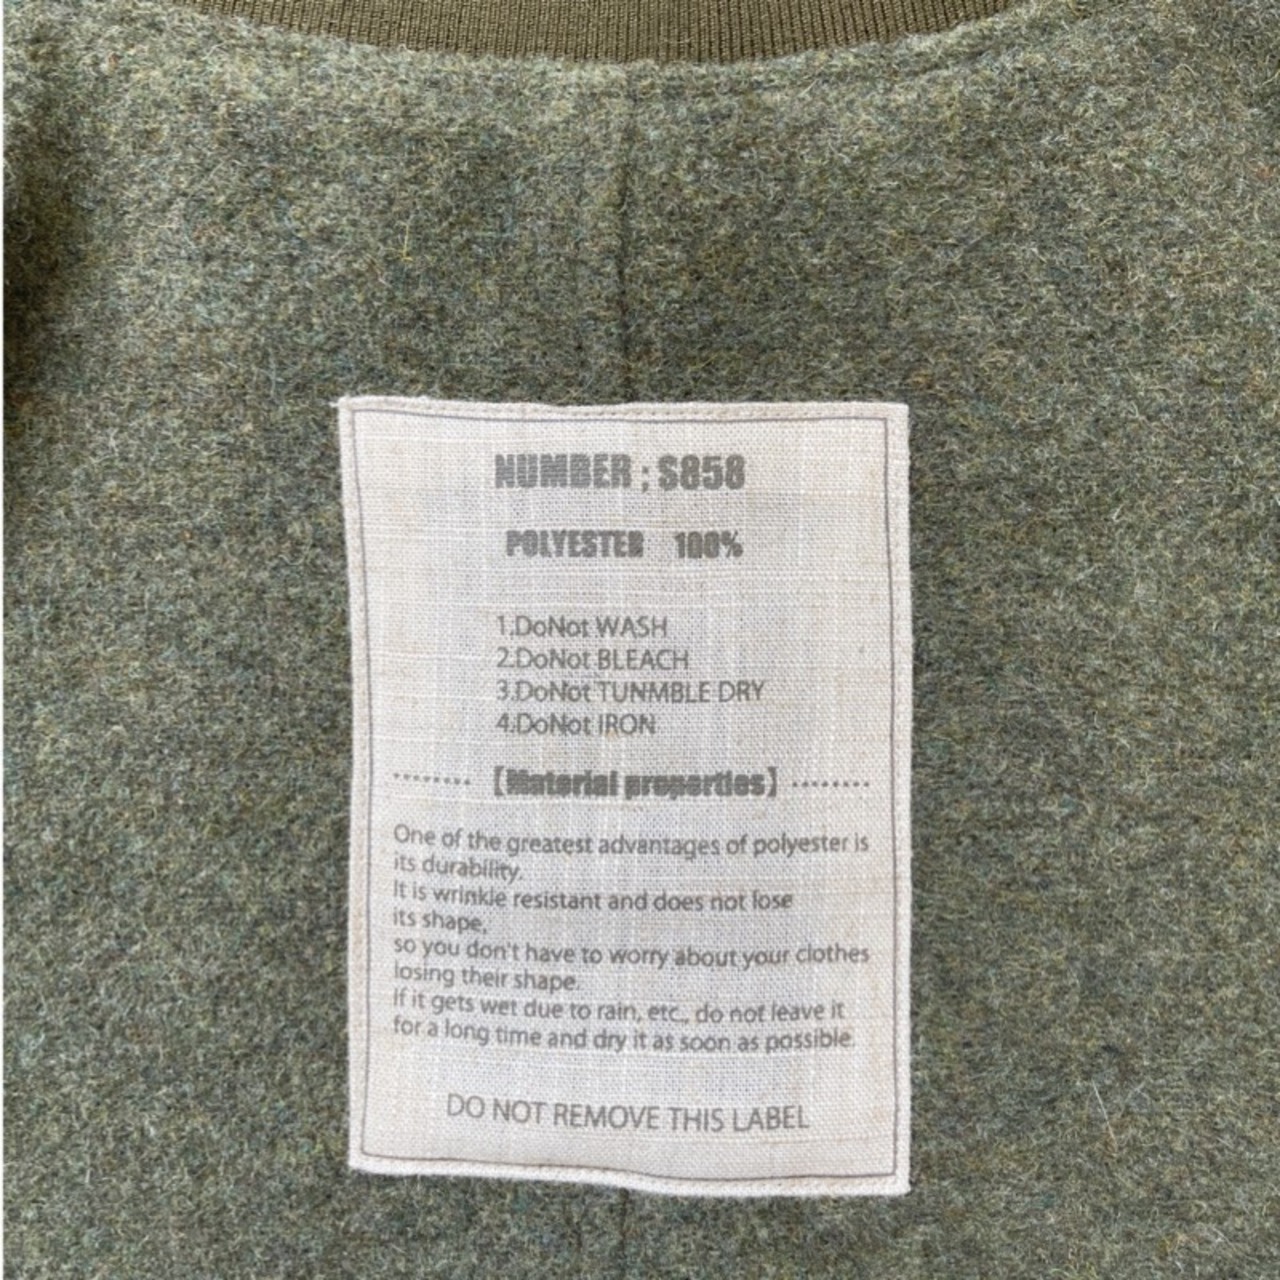 NUMBER ; S858
POLYESTER 100%
1.DoNot WASH
2.DoNot BLEACH
3.DoNot TUNMBLE DRY
4.DoNot IRON
········ 【Material properties】 ········
One of the greatest advantages of polyester is
its durability.
It is wrinkle resistant and does not lose
its shape,
so you don't have to worry about your clothes
losing their shape.
If it gets wet due to rain, etc., do not leave it
for a long time and dry it as soon as possible.
DO NOT REMOVE THIS LABEL